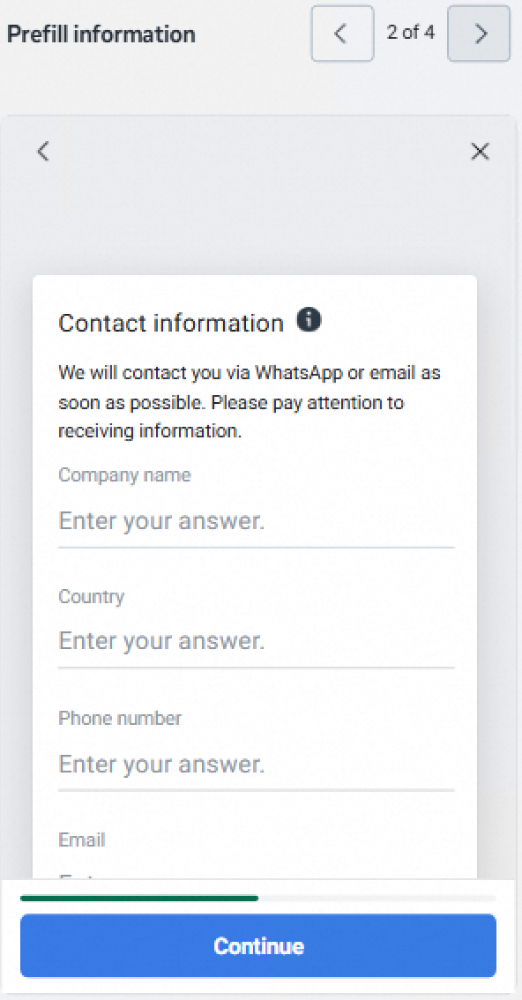 Prefill information
2 of 4
Contact information
We will contact you via WhatsApp or email as
soon as possible. Please pay attention to
receiving information.
Company name
Enter your answer.
Country
Enter your answer.
Phone number
Enter your answer.
Email
Continue